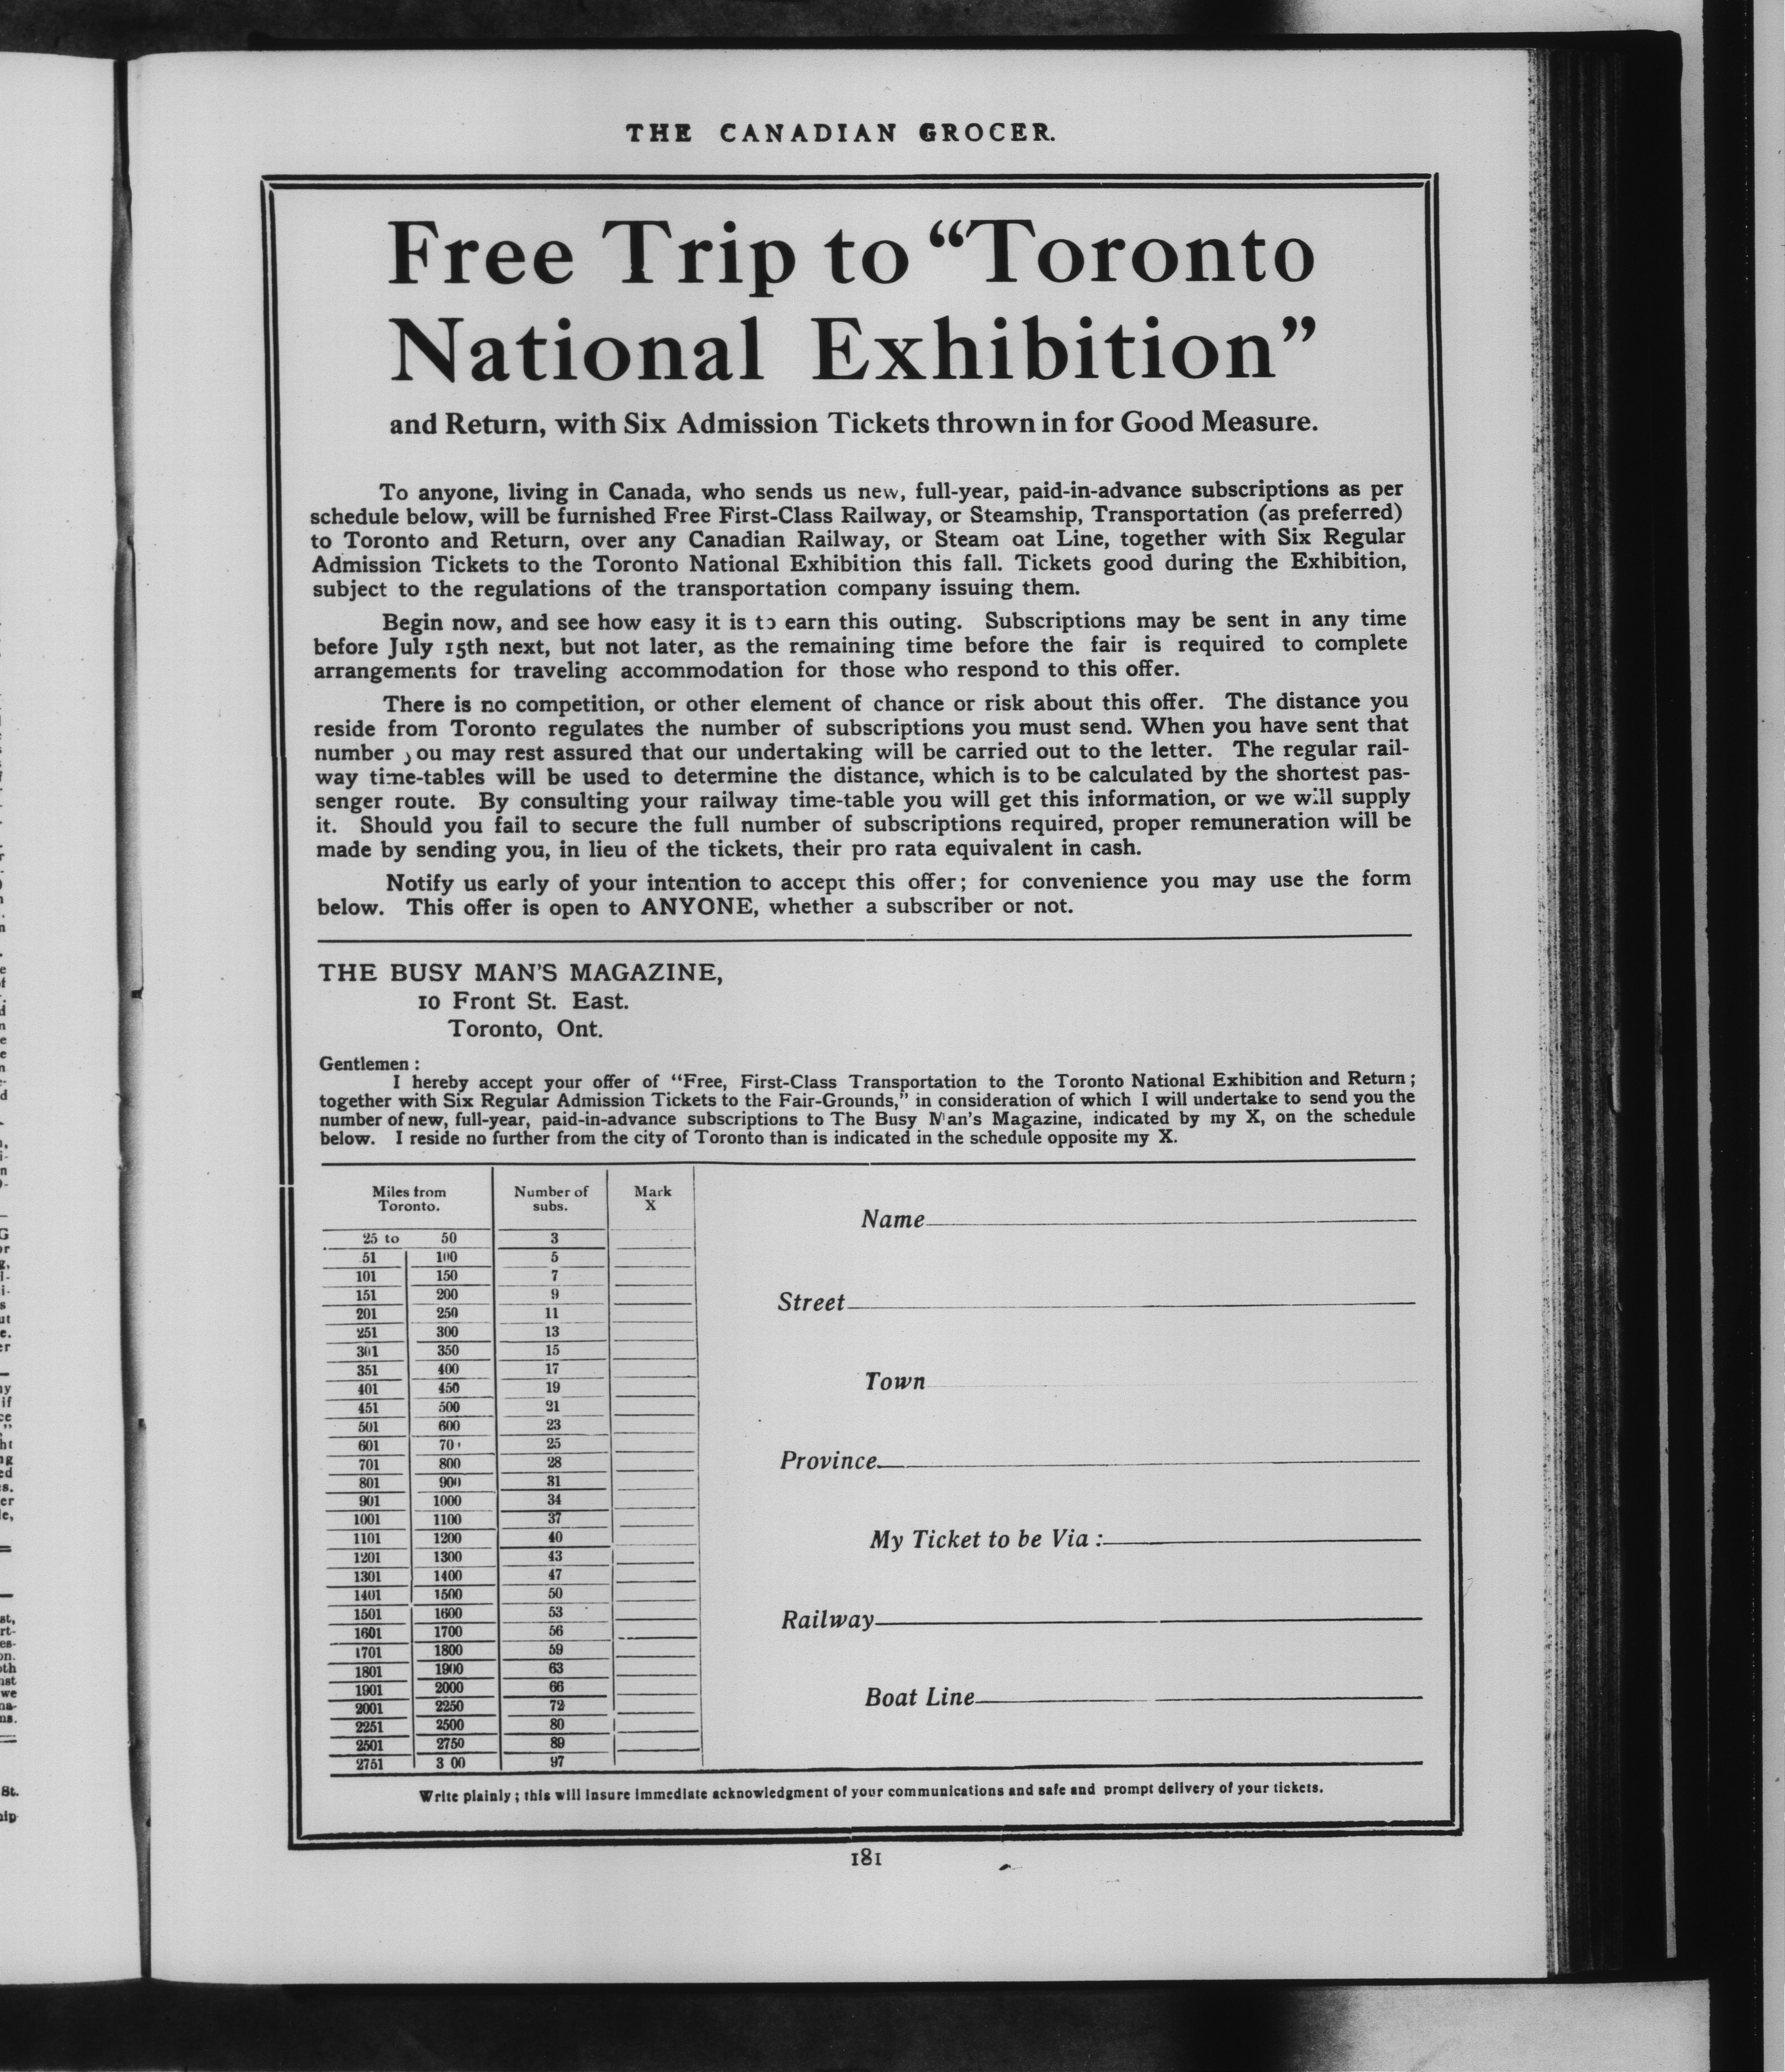 THE CANADIAN GROCER.
Free Trip to “Toronto
National Exhibition”
and Return, with Six Admission Tickets thrown in for Good Measure.
To anyone, living in Canada, who sends us new, full-year, paid-in-advance subscriptions as per
schedule below, will be furnished Free First-Class Railway, or Steamship, Transportation (as preferred)
to Toronto and Return, over any Canadian Railway, or Steam oat Line, together with Six Regular
Admission Tickets to the Toronto National Exhibition this fall. Tickets good during the Exhibition,
subject to the regulations of the transportation company issuing them.
Begin now, and see how easy it is to earn this outing. Subscriptions may be sent in any time
before July 15th next, but not later, as the remaining time before the fair is required to complete
arrangements for traveling accommodation for those who respond to this offer.
There is no competition, or other element of chance or risk about this offer. The distance you
reside from Toronto regulates the number of subscriptions you must send. When you have sent that
number you may rest assured that our undertaking will be carried out to the letter. The regular rail-
way time-tables will be used to determine the distance, which is to be calculated by the shortest pas-
senger route. By consulting your railway time-table you will get this information, or we will supply
it. Should you fail to secure the full number of subscriptions required, proper remuneration will be
made by sending you, in lieu of the tickets, their pro rata equivalent in cash.
Notify us early of your intention to accept this offer; for convenience you may use the form
below. This offer is open to ANYONE, whether a subscriber or not.
THE BUSY MAN'S MAGAZINE,
10 Front St. East.
Toronto, Ont.
Gentlemen :
I hereby accept your offer of “Free, First-Class Transportation to the Toronto National Exhibition and Return;
together with Six Regular Admission Tickets to the Fair-Grounds,” in consideration of which I will undertake to send you the
number of new, full-year, paid-in-advance subscriptions to The Busy Man's Magazine, indicated by my X, on the schedule
below. I reside no further from the city of Toronto than is indicated in the schedule opposite my X.
Miles from Number of Mark
Toronto. subs. X
25 to 50 3
51 100 5
101 150 7
151 200 9
201 250 11
251 300 13
301 350 15
351 400 17
401 450 19
451 500 21
501 600 23
601 70 25
701 800 28
801 900 31
901 1000 34
1001 1100 37
1101 1200 40
1201 1300 43
1301 1400 47
1401 1500 50
1501 1600 53
1601 1700 56
1701 1800 59
1801 1900 63
1901 2000 66
2001 2250 72
2251 2500 80
2501 2750 89
2751 3 00 97
Name
Street
Town
Province
My Ticket to be Via :
Railway
Boat Line
Write plainly; this will insure immediate acknowledgment of your communications and safe and prompt delivery of your tickets.
181